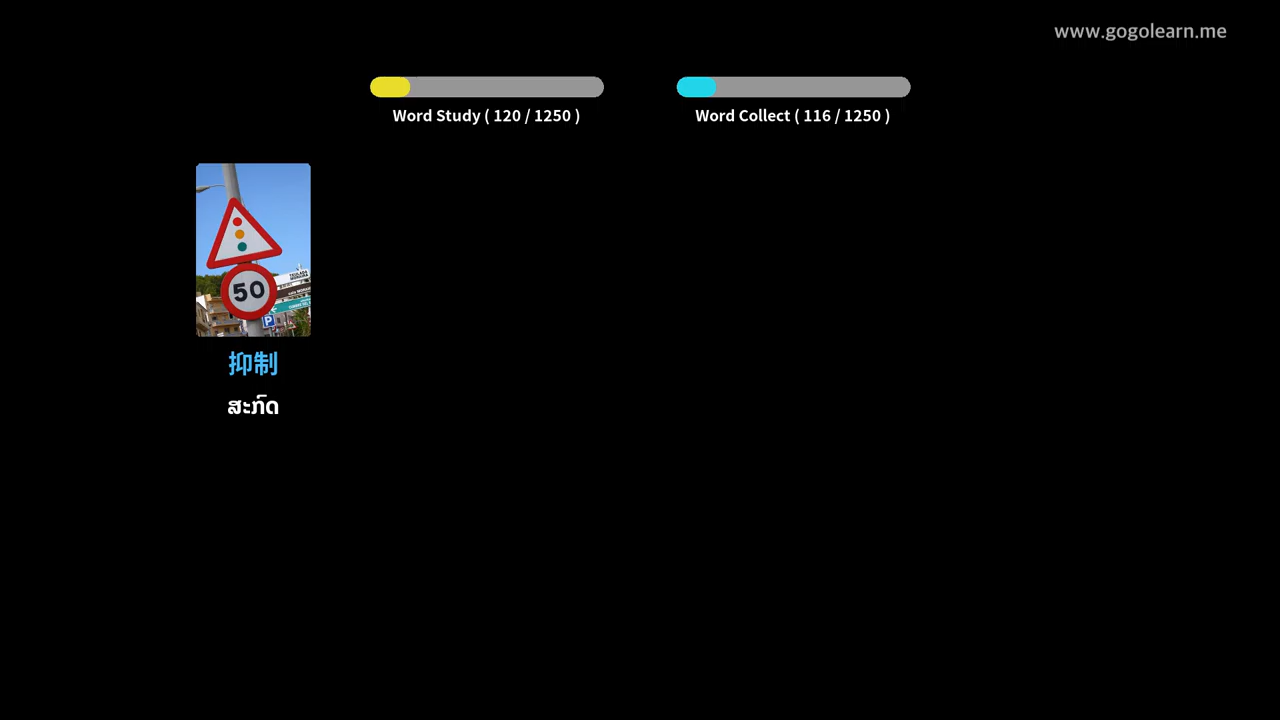 www.gogolearn.me
Word Study ( 120 / 1250 )
Word Collect ( 116 / 1250 )
50
P
抑制
ສະກົດ